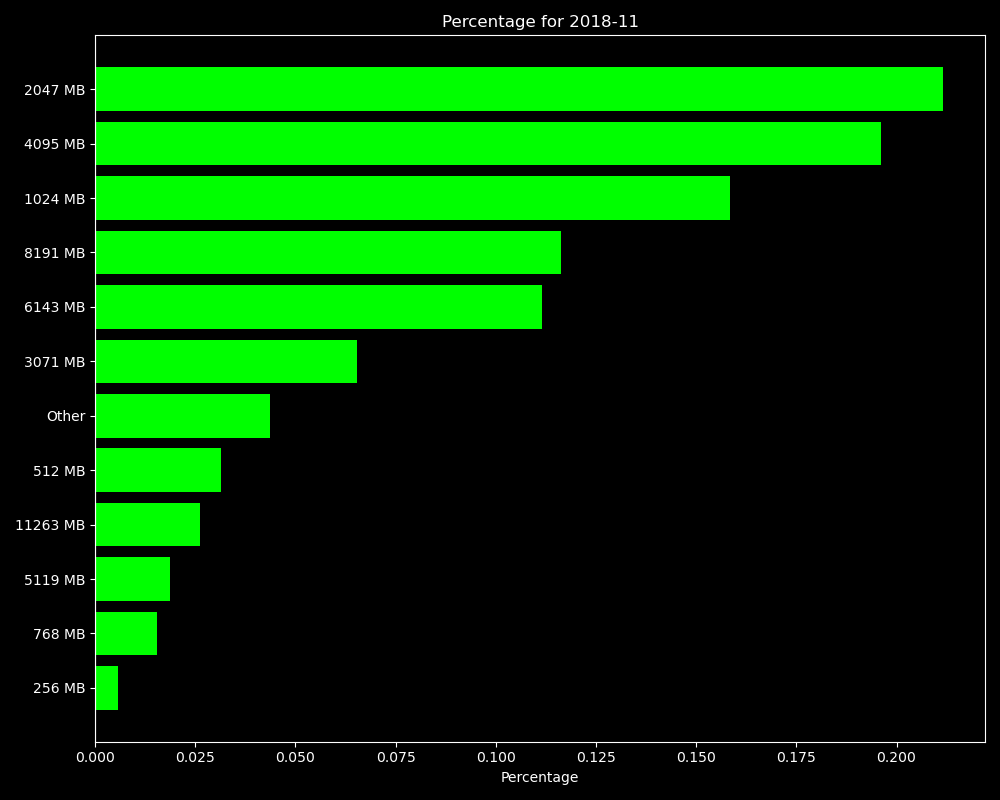 Percentage for 2018-11
2047 MB
4095 MB
1024 MB
8191 MB
6143 MB
3071 MB
Other
512 MB
11263 MB
5119 MB
768 MB
256 MB
0.000 0.025 0.050 0.075 0.100 0.125 0.150 0.175 0.200
Percentage